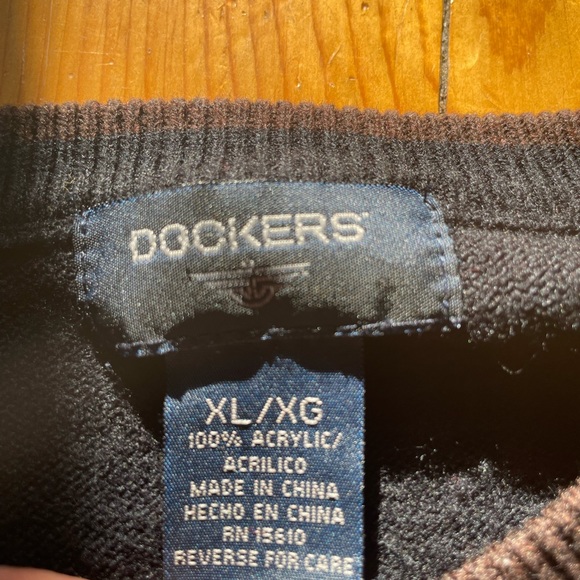 DOCKERS
XL/XG
100% ACRYLIC/
ACRILICO
MADE IN CHINA
HECHO EN CHINA
RN 15610
REVERSE FOR CARE